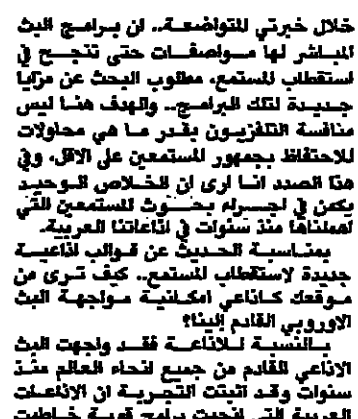 خلال خبرتي المتواضعة.. ان برامج البث
المباشر لها مواصفات حتى تنجح في
استقطاب المستمع، مطلوب البحث عن مزايا
جديدة لتلك البرامج.. والهدف هنا ليس
منافسة التلفزيون بقدر ما هي محاولات
للاحتفاظ بجمهور المستمعين على الاقل، وفي
هذا الصدد انا ارى ان الخلاص الوحيد
يكمن في اجراء بحوث المستمعين التي
اهملناها منذ سنوات في اذاعاتنا العربية.
بمناسبة الحديث عن قوالب اذاعية
جديدة لاستقطاب المستمع.. كيف ترى من
موقعك كاذاعي امكانية مواجهة البث
الاوروبي القادم إلينا؟
بالنسبة للاذاعة فقد واجهت البث
الاذاعي القادم من جميع انحاء العالم منذ
سنوات وقد اثبتت التجربة ان الاذاعات
العربية التي انتجت برامج قوية خاطبت